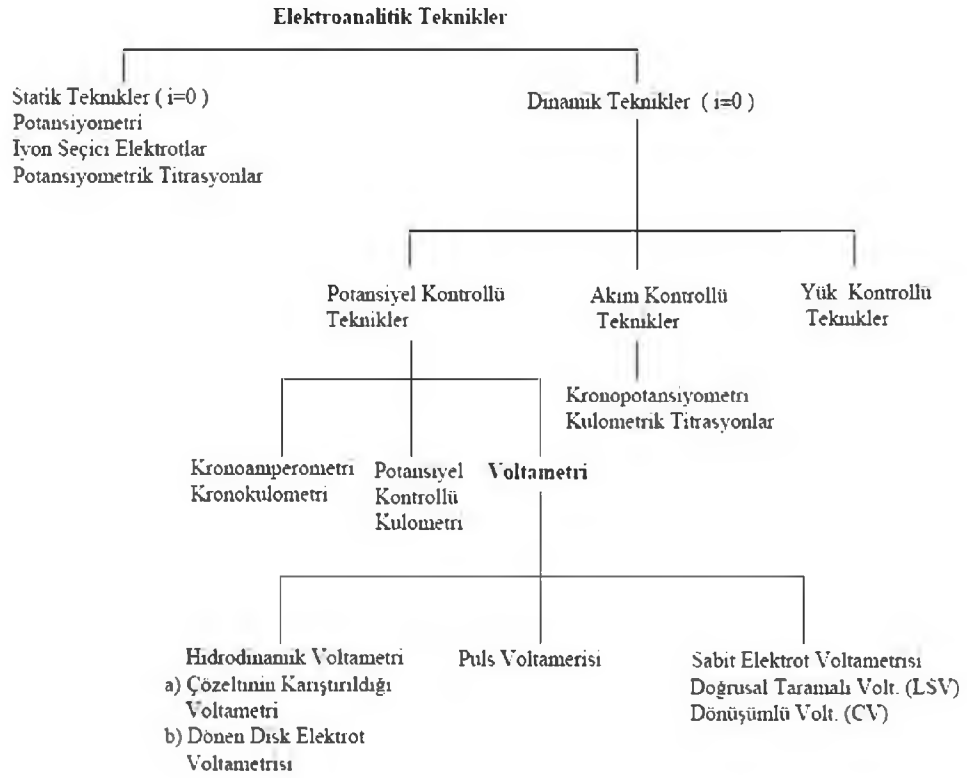 Elektroanalitik Teknikler
Statik Teknikler ( i=0 )
Potansiyometri
İyon Seçici Elektrotlar
Potansiyometrik Titrasyonlar
Dinamik Teknikler ( i=0 )
Potansiyel Kontrollü
Teknikler
Akım Kontrollü
Teknikler
Yük Kontrollü
Teknikler
Kronopotansiyometri
Kulometrik Titrasyonlar
Kronoamperometri
Kronokulometri
Potansiyel
Kontrollü
Kulometri
Voltametri
Hidrodinamik Voltametri
a) Çözeltinin Karıştırıldığı
Voltametri
b) Dönen Disk Elektrot
Voltametrisi
Puls Voltamerisi
Sabit Elektrot Voltametrisi
Doğrusal Taramalı Volt. (LSV)
Dönüşümlü Volt. (CV)